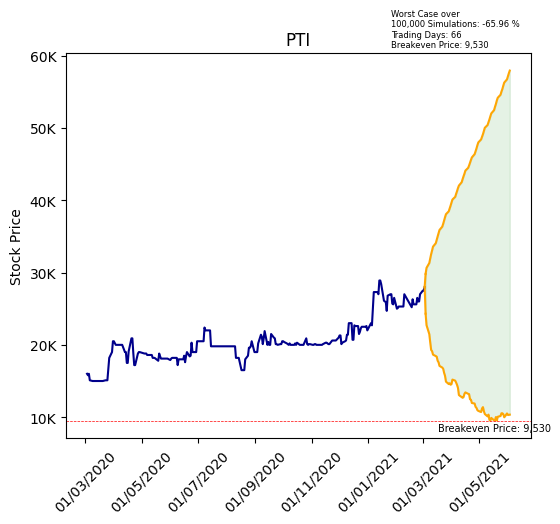 Worst Case over
100,000 Simulations: -65.96 %
Trading Days: 66
Breakeven Price: 9,530
PTI
Stock Price
60K
50K
40K
30K
20K
10K
Breakeven Price: 9,530
01/03/2020
01/05/2020
01/07/2020
01/09/2020
01/11/2020
01/01/2021
01/03/2021
01/05/2021